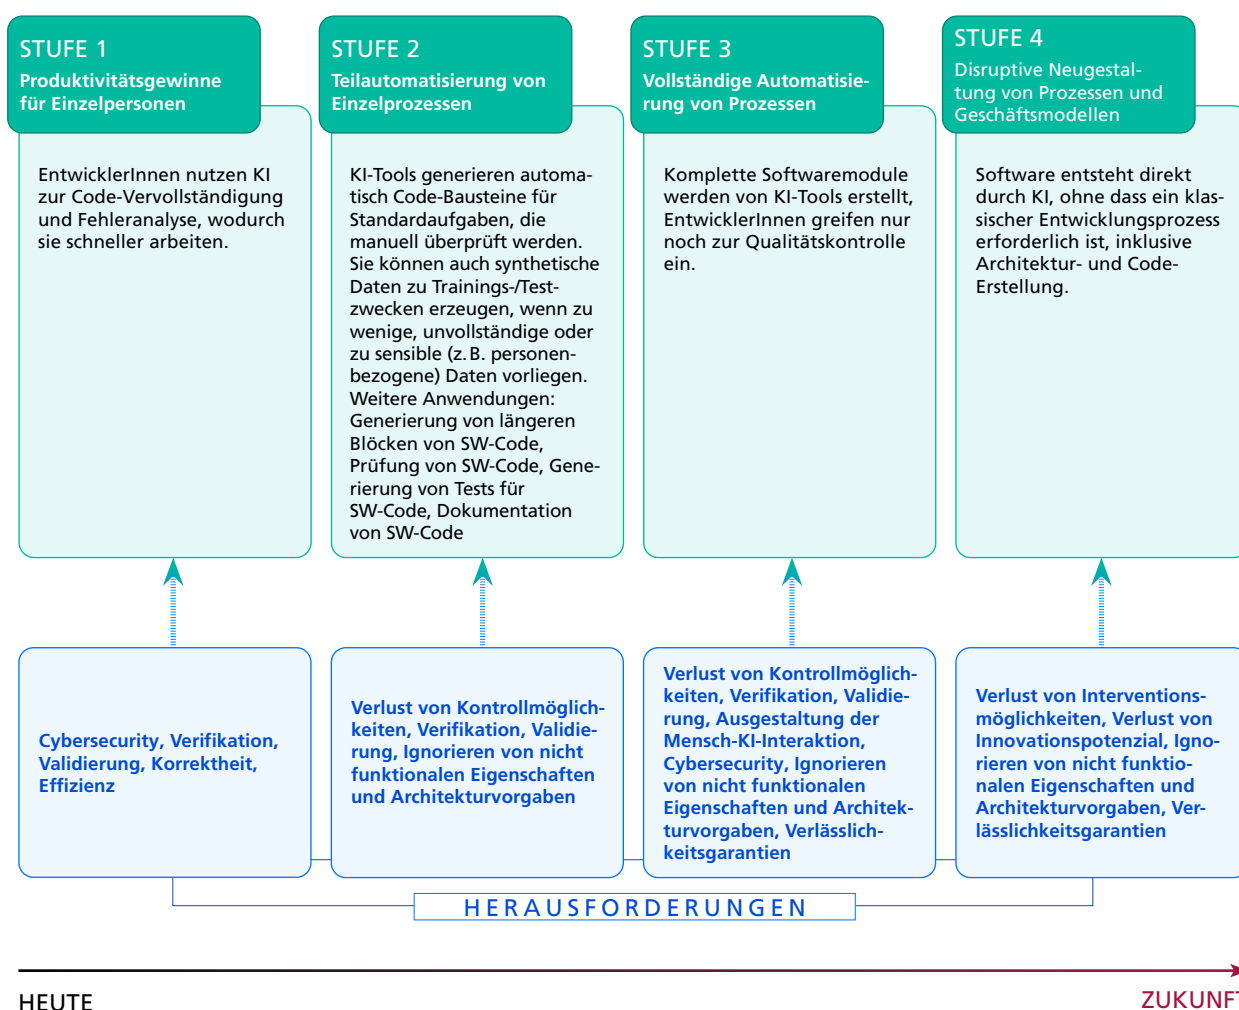 STUFE 1
Produktivitätsgewinne
für Einzelpersonen
EntwicklerInnen nutzen KI
zur Code-Vervollständigung
und Fehleranalyse, wodurch
sie schneller arbeiten.
STUFE 2
Teilautomatisierung von
Einzelprozessen
KI-Tools generieren automa-
tisch Code-Bausteine für
Standardaufgaben, die
manuell überprüft werden.
Sie können auch synthetische
Daten zu Trainings-/Test-
zwecken erzeugen, wenn zu
wenige, unvollständige oder
zu sensible (z. B. personen-
bezogene) Daten vorliegen.
Weitere Anwendungen:
Generierung von längeren
Blöcken von SW-Code,
Prüfung von SW-Code, Gene-
rierung von Tests für
SW-Code, Dokumentation
von SW-Code
STUFE 3
Vollständige Automatisie-
rung von Prozessen
Komplette Softwaremodule
werden von KI-Tools erstellt,
EntwicklerInnen greifen nur
noch zur Qualitätskontrolle
ein.
STUFE 4
Disruptive Neugestal-
tung von Prozessen und
Geschäftsmodellen
Software entsteht direkt
durch KI, ohne dass ein klas-
sischer Entwicklungsprozess
erforderlich ist, inklusive
Architektur- und Code-
Erstellung.
Cybersecurity, Verifikation,
Validierung, Korrektheit,
Effizienz
Verlust von Kontrollmöglich-
keiten, Verifikation, Validie-
rung, Ignorieren von nicht
funktionalen Eigenschaften
und Architekturvorgaben
Verlust von Kontrollmöglich-
keiten, Verifikation, Validie-
rung, Ausgestaltung der
Mensch-KI-Interaktion,
Cybersecurity, Ignorieren
von nicht funktionalen
Eigenschaften und Architek-
turvorgaben, Verlässlich-
keitsgarantien
Verlust von Interventions-
möglichkeiten, Verlust von
Innovationspotenzial, Igno-
rieren von nicht funktio-
nalen Eigenschaften und
Architekturvorgaben, Ver-
lässlichkeitsgarantien
HERAUSFORDERUNGEN
HEUTE
ZUKUNFT